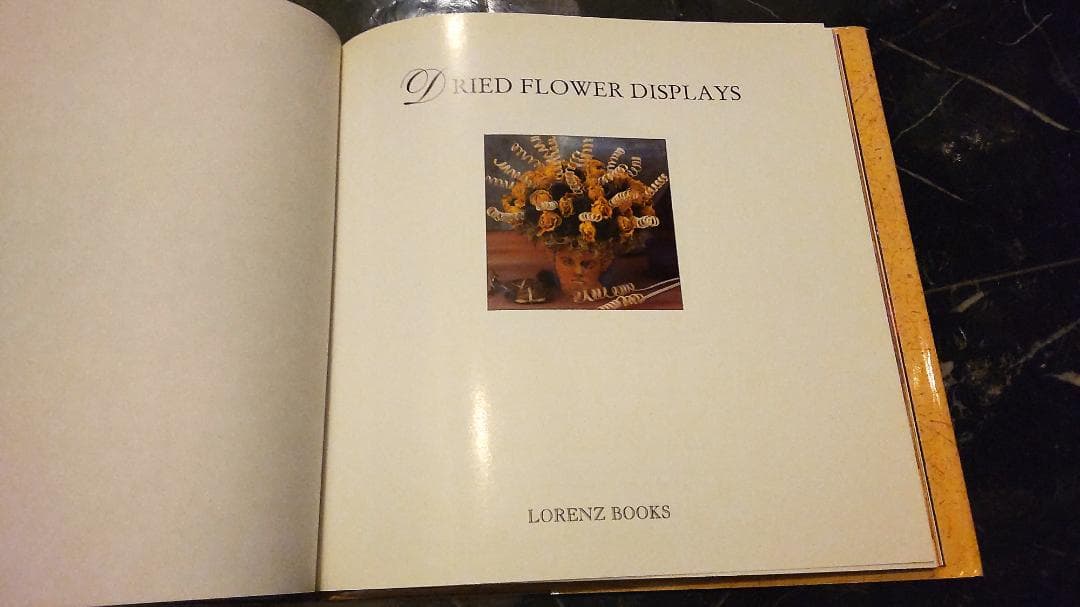 DRIED FLOWER DISPLAYS
LORENZ BOOKS